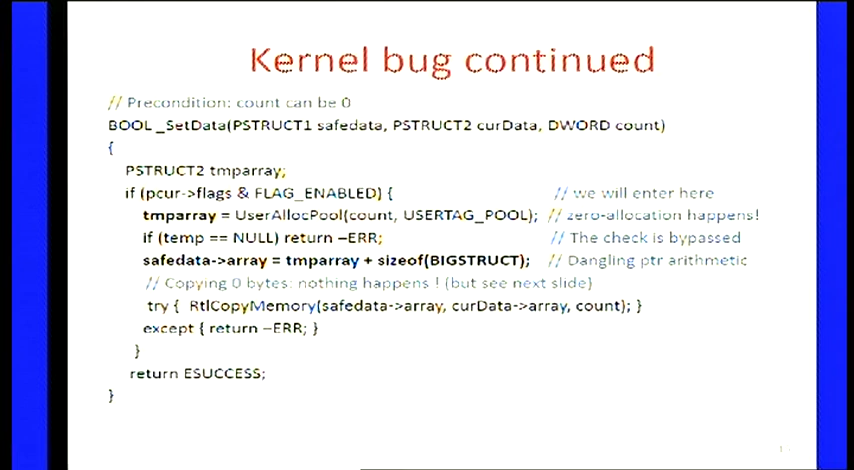 Kernel bug continued
// Precondition: count can be 0
BOOL _SetData(PSTRUCT1 safedata, PSTRUCT2 curData, DWORD count)
{
PSTRUCT2 tmparray;
if (pcur->flags & FLAG_ENABLED) { // we will enter here
tmparray = UserAllocPool(count, USERTAG_POOL); // zero-allocation happens!
if (temp == NULL) return –ERR; // The check is bypassed
safedata->array = tmparray + sizeof(BIGSTRUCT); // Dangling ptr arithmetic
// Copying 0 bytes: nothing happens ! (but see next slide)
try { RtlCopyMemory(safedata->array, curData->array, count); }
except { return –ERR; }
}
return ESUCCESS;
}